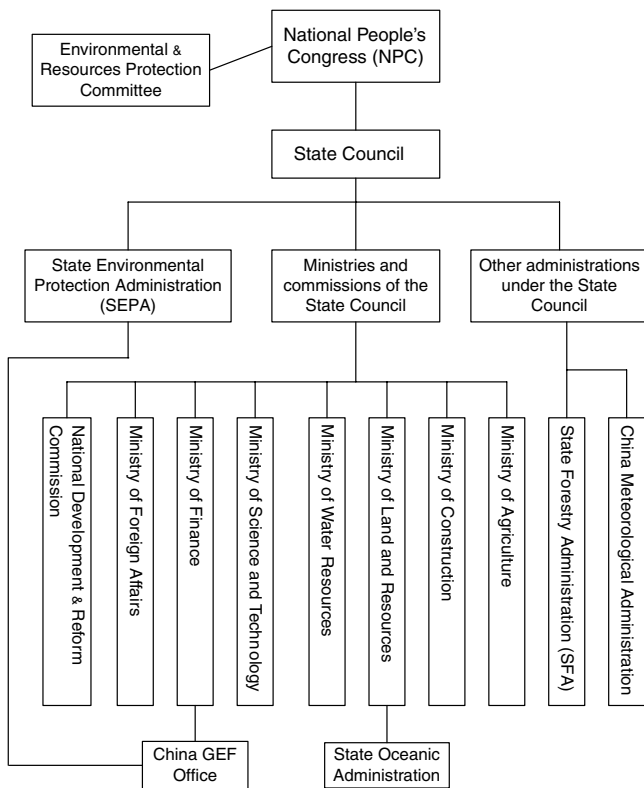 National People's
Congress (NPC)
Environmental &
Resources Protection
Committee
State Council
State Environmental
Protection Administration
(SEPA)
Ministries and
commissions of the
State Council
Other administrations
under the State
Council
National Development & Reform
Commission
Ministry of Foreign Affairs
Ministry of Finance
Ministry of Science and Technology
Ministry of Water Resources
Ministry of Land and Resources
Ministry of Construction
Ministry of Agriculture
State Forestry Administration (SFA)
China Meteorological Administration
China GEF
Office
State Oceanic
Administration